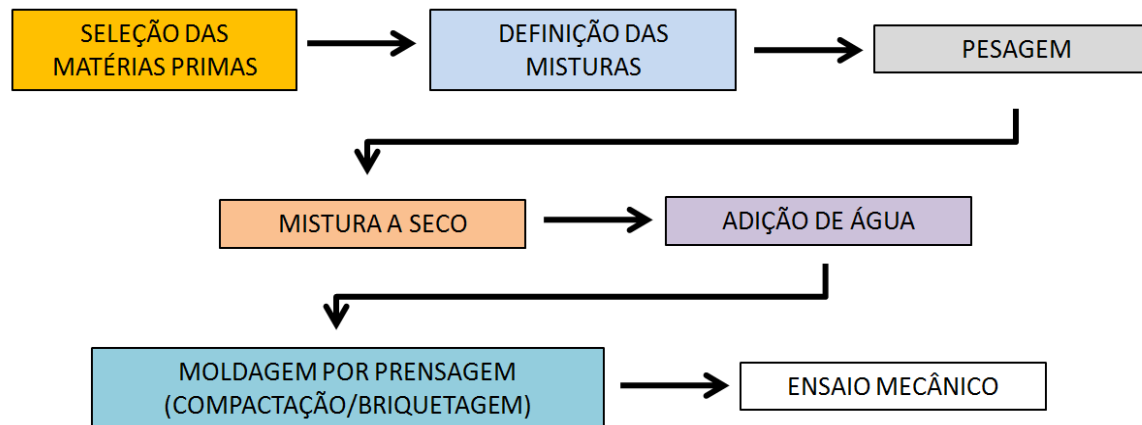 SELEÇÃO DAS
MATÉRIAS PRIMAS
DEFINIÇÃO DAS
MISTURAS
PESAGEM
MISTURA A SECO
ADIÇÃO DE ÁGUA
MOLDAGEM POR PRENSAGEM
(COMPACTAÇÃO/BRIQUETAGEM)
ENSAIO MECÂNICO